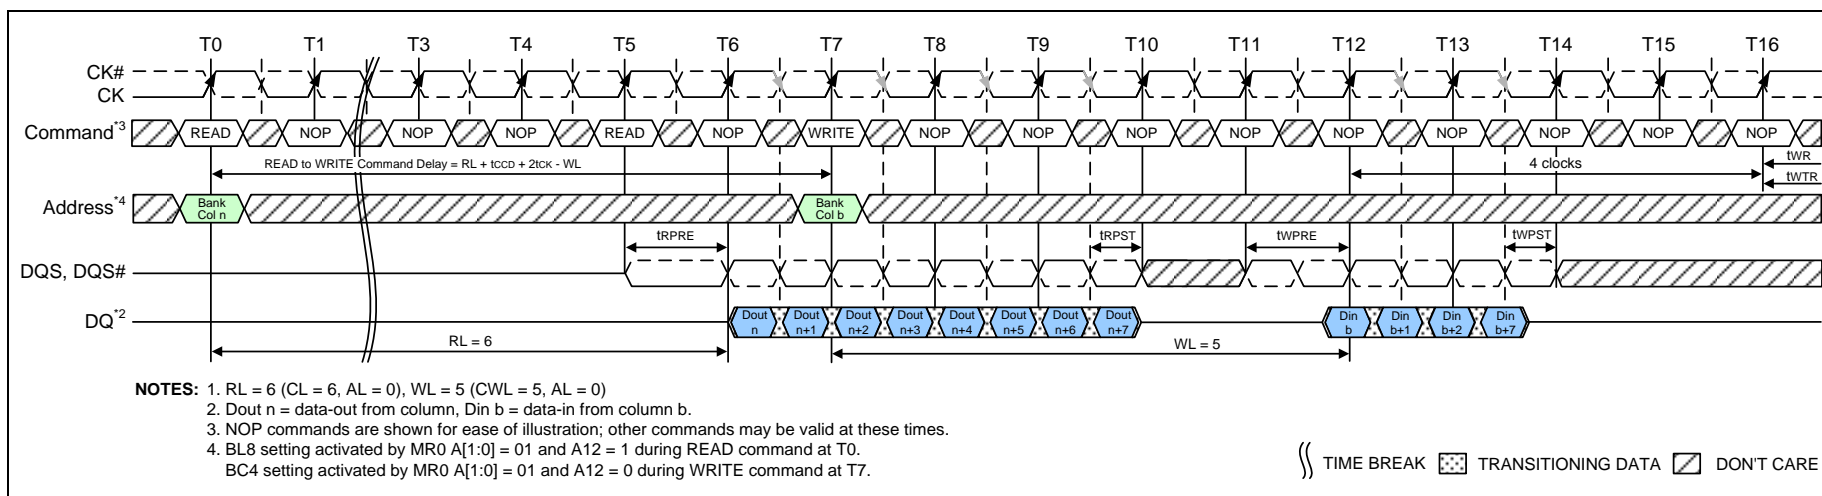 T0 T1 T3 T4 T5 T6 T7 T8 T9 T10 T11 T12 T13 T14 T15 T16
CK#
CK
Command*3 READ NOP NOP NOP READ NOP WRITE NOP NOP NOP NOP NOP NOP NOP NOP NOP
READ to WRITE Command Delay = RL + tCCD + 2tCK - WL
4 clocks
tWR
tWTR
Address*4 Bank Col n Bank Col b
tRPRE tRPST tWPRE tWPST
DQS, DQS#
DQ*2 Dout n Dout n+1 Dout n+2 Dout n+3 Dout n+4 Dout n+5 Dout n+6 Dout n+7 Din b Din b+1 Din b+2 Din b+7
RL = 6 WL = 5
NOTES: 1. RL = 6 (CL = 6, AL = 0), WL = 5 (CWL = 5, AL = 0)
2. Dout n = data-out from column, Din b = data-in from column b.
3. NOP commands are shown for ease of illustration; other commands may be valid at these times.
4. BL8 setting activated by MR0 A[1:0] = 01 and A12 = 1 during READ command at T0.
BC4 setting activated by MR0 A[1:0] = 01 and A12 = 0 during WRITE command at T7.
TIME BREAK TRANSITIONING DATA DON'T CARE